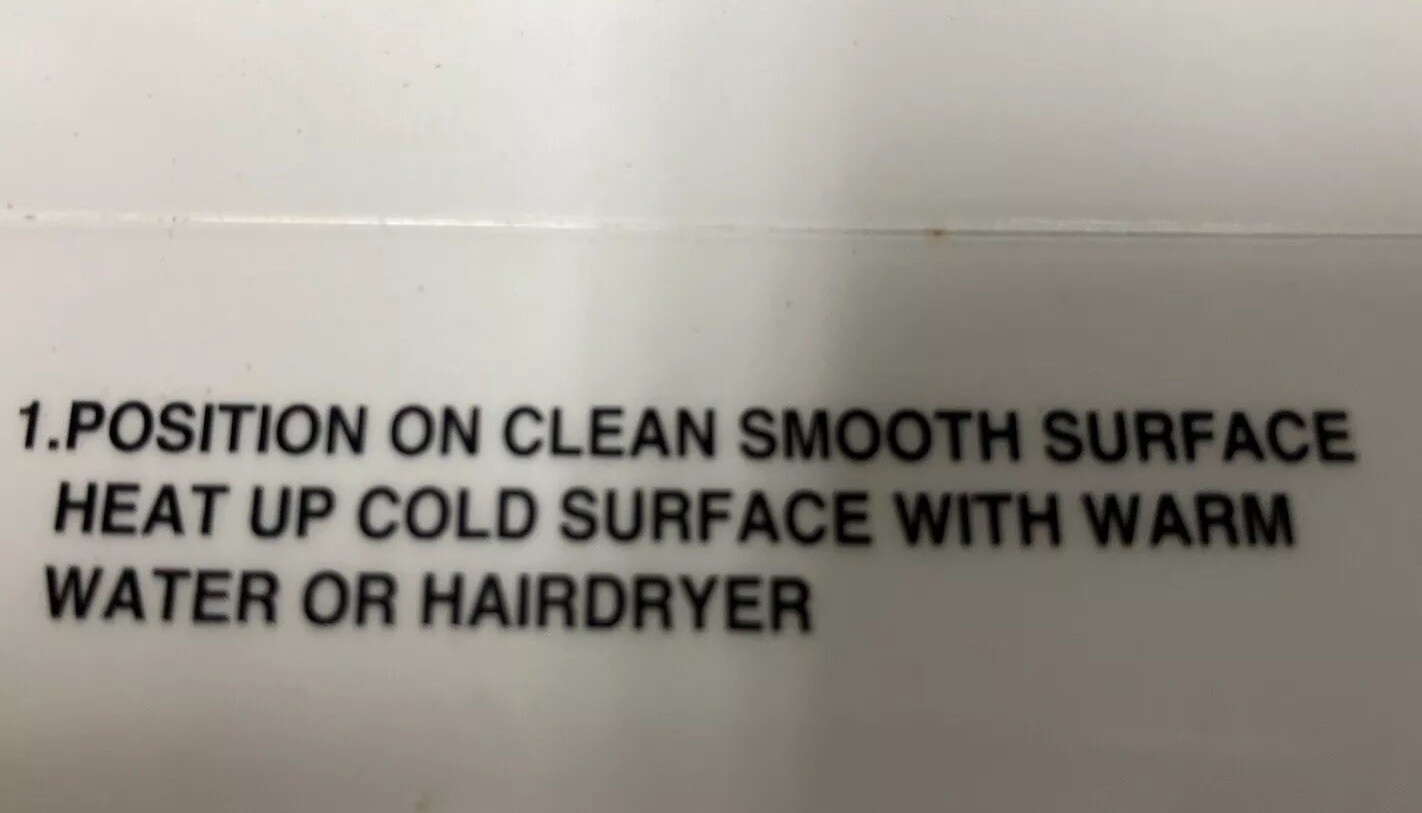 1.POSITION ON CLEAN SMOOTH SURFACE
HEAT UP COLD SURFACE WITH WARM
WATER OR HAIRDRYER